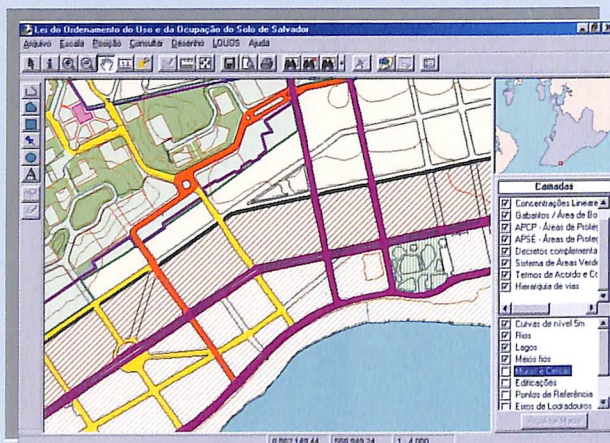 Lei do Ordenamento do Uso e da Ocupação do Solo de Salvador
Arquivo Escala Posição Consultar Desenho LOUOS Ajuda
Camadas
Concentrações Lineare
Gabaritos / Área de Bo
APCP - Áreas de Proteç
APSE - Áreas de Proteç
Decretos complementa
Sistema de Áreas Verde
Termos de Acordo e Co
Hierarquia de vias
Curvas de nível 5m
Rios
Lagos
Meios fios
Muros e Cercas
Edificações
Pontos de Referência
Eixos de Logradouros
1 : 4.000